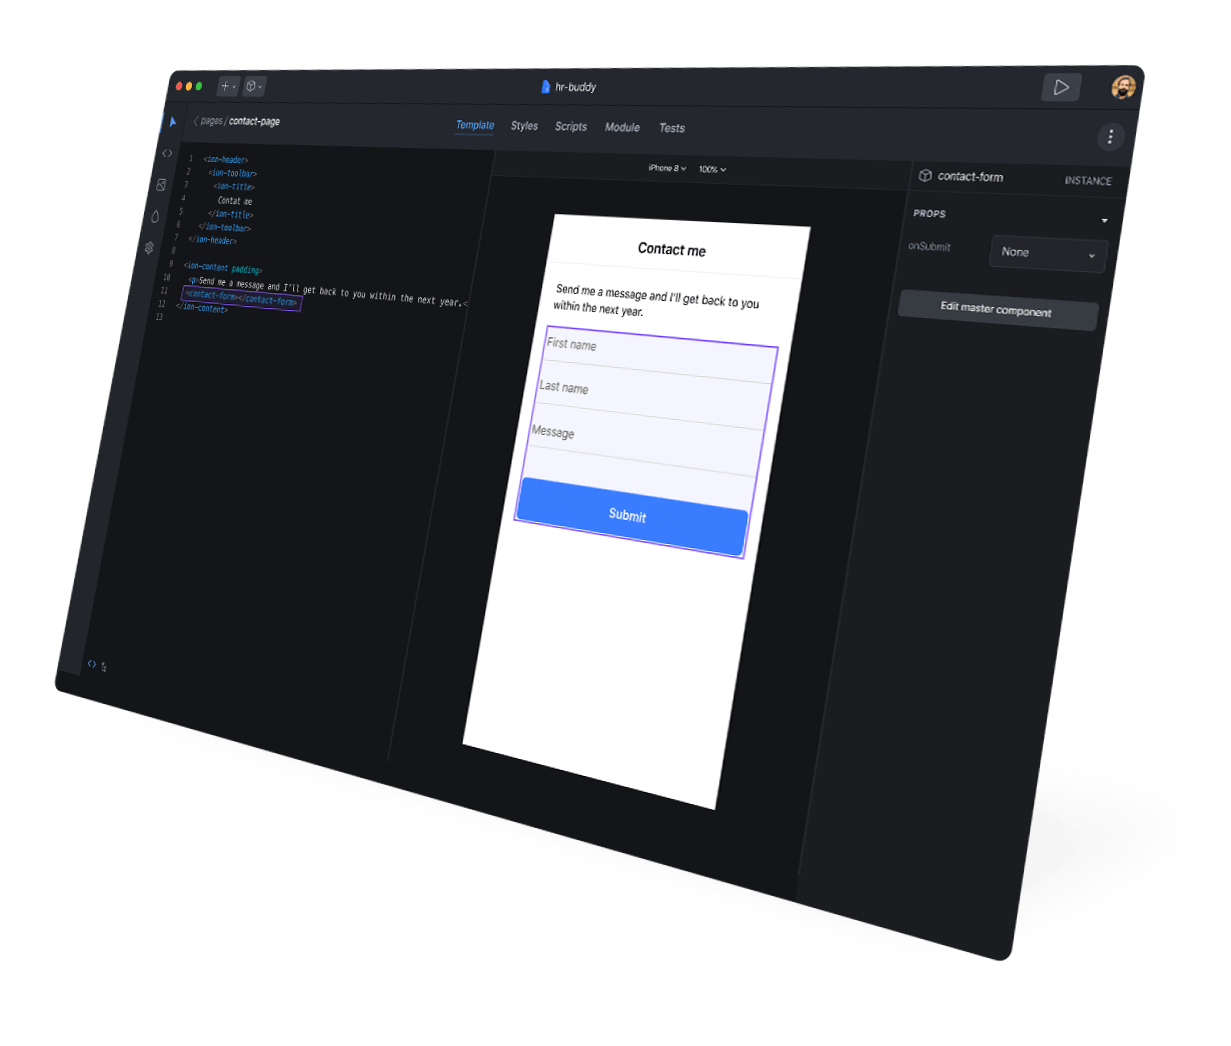 hr-buddy
pages / contact-page
Template Styles Scripts Module Tests
1 <ion-header>
2 <ion-toolbar>
3 <ion-title>
4 Contat me
5 </ion-title>
6 </ion-toolbar>
7 </ion-header>
8
9 <ion-content padding>
10 <p>Send me a message and I'll get back to you within the next year.<
11 <contact-form></contact-form>
12 </ion-content>
13
iPhone 8 100%
Contact me
Send me a message and I'll get back to you
within the next year.
First name
Last name
Message
Submit
contact-form INSTANCE
PROPS
onSubmit None
Edit master component